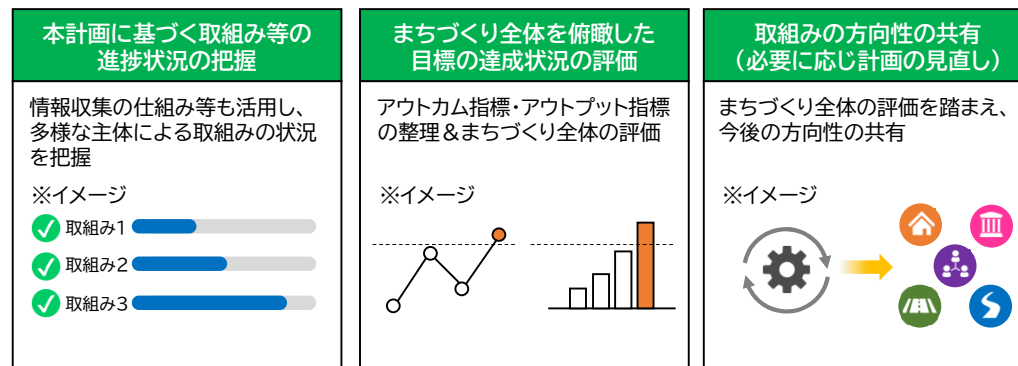 本計画に基づく取組み等の
進捗状況の把握
情報収集の仕組み等も活用し、
多様な主体による取組みの状況
を把握
※イメージ
取組み1
取組み2
取組み3
まちづくり全体を俯瞰した
目標の達成状況の評価
アウトカム指標・アウトプット指標
の整理＆まちづくり全体の評価
※イメージ
取組みの方向性の共有
（必要に応じ計画の見直し）
まちづくり全体の評価を踏まえ、
今後の方向性の共有
※イメージ